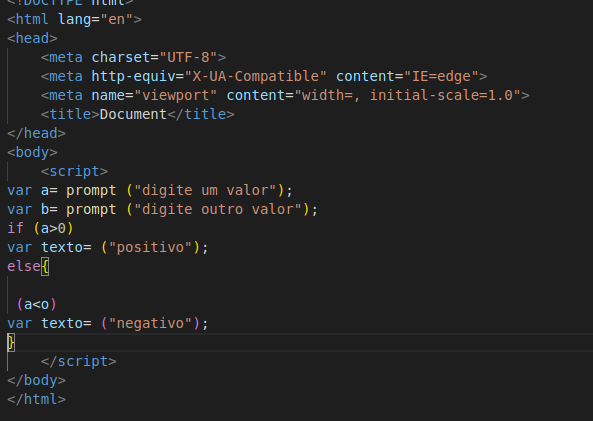 <!DOCTYPE html>
<html lang="en">
<head>
    <meta charset="UTF-8">
    <meta http-equiv="X-UA-Compatible" content="IE=edge">
    <meta name="viewport" content="width=, initial-scale=1.0">
    <title>Document</title>
</head>
<body>
    <script>
var a= prompt ("digite um valor");
var b= prompt ("digite outro valor");
if (a>0)
var texto= ("positivo");
else{
 (a<o)
var texto= ("negativo");
}
    </script>
</body>
</html>